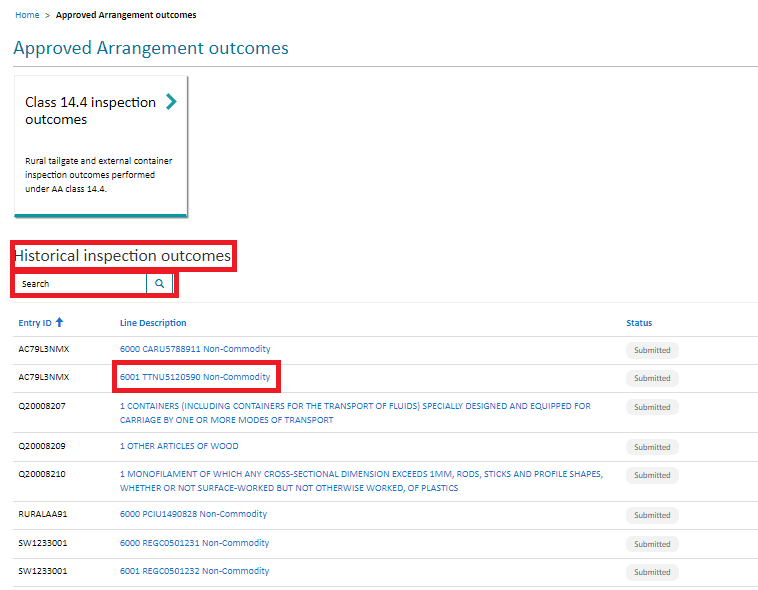 Home > Approved Arrangement outcomes
Approved Arrangement outcomes
Class 14.4 inspection
outcomes
Rural tailgate and external container
inspection outcomes performed
under AA class 14.4.
Historical inspection outcomes
Search
Entry ID Line Description Status
AC79L3NMX 6000 CARU5788911 Non-Commodity Submitted
AC79L3NMX 6001 TTNU5120590 Non-Commodity Submitted
Q20008207 1 CONTAINERS (INCLUDING CONTAINERS FOR THE TRANSPORT OF FLUIDS) SPECIALLY DESIGNED AND EQUIPPED FOR Submitted
CARRIAGE BY ONE OR MORE MODES OF TRANSPORT
Q20008209 1 OTHER ARTICLES OF WOOD Submitted
Q20008210 1 MONOFILAMENT OF WHICH ANY CROSS-SECTIONAL DIMENSION EXCEEDS 1MM, RODS, STICKS AND PROFILE SHAPES, Submitted
WHETHER OR NOT SURFACE-WORKED BUT NOT OTHERWISE WORKED, OF PLASTICS
RURALAA91 6000 PCIU1490828 Non-Commodity Submitted
SW1233001 6000 REGC0501231 Non-Commodity Submitted
SW1233001 6001 REGC0501232 Non-Commodity Submitted